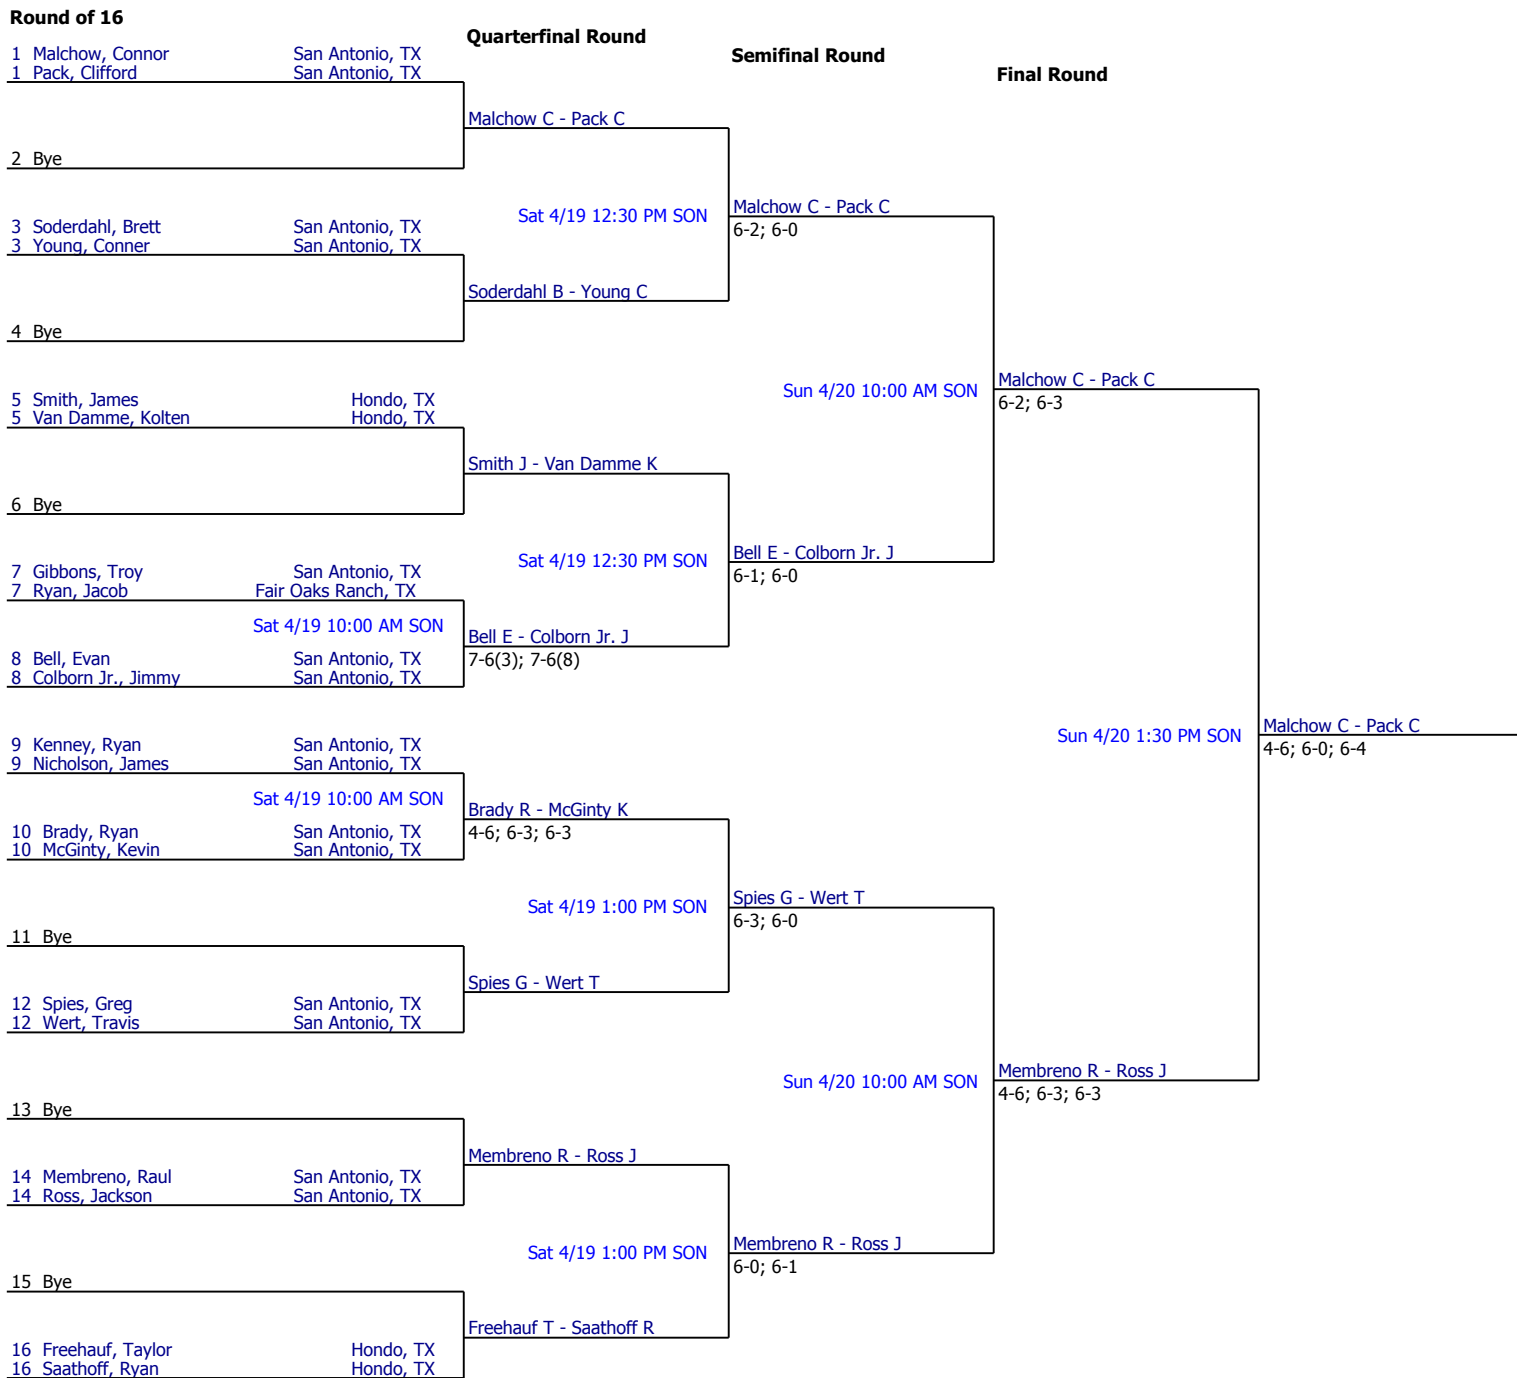 Round of 16
Quarterfinal Round
Semifinal Round
Final Round
1 Malchow, Connor San Antonio, TX
1 Pack, Clifford San Antonio, TX
Malchow C - Pack C
2 Bye
Sat 4/19 12:30 PM SON
Malchow C - Pack C
6-2; 6-0
3 Soderdahl, Brett San Antonio, TX
3 Young, Conner San Antonio, TX
Soderdahl B - Young C
4 Bye
Sun 4/20 10:00 AM SON
Malchow C - Pack C
6-2; 6-3
5 Smith, James Hondo, TX
5 Van Damme, Kolten Hondo, TX
Smith J - Van Damme K
6 Bye
Sat 4/19 12:30 PM SON
Bell E - Colborn Jr. J
6-1; 6-0
7 Gibbons, Troy San Antonio, TX
7 Ryan, Jacob Fair Oaks Ranch, TX
Sat 4/19 10:00 AM SON
Bell E - Colborn Jr. J
7-6(3); 7-6(8)
8 Bell, Evan San Antonio, TX
8 Colborn Jr., Jimmy San Antonio, TX
Sun 4/20 1:30 PM SON
Malchow C - Pack C
4-6; 6-0; 6-4
9 Kenney, Ryan San Antonio, TX
9 Nicholson, James San Antonio, TX
Sat 4/19 10:00 AM SON
Brady R - McGinty K
4-6; 6-3; 6-3
10 Brady, Ryan San Antonio, TX
10 McGinty, Kevin San Antonio, TX
Sat 4/19 1:00 PM SON
Spies G - Wert T
6-3; 6-0
11 Bye
Spies G - Wert T
12 Spies, Greg San Antonio, TX
12 Wert, Travis San Antonio, TX
Sun 4/20 10:00 AM SON
Membreno R - Ross J
4-6; 6-3; 6-3
13 Bye
Membreno R - Ross J
14 Membreno, Raul San Antonio, TX
14 Ross, Jackson San Antonio, TX
Sat 4/19 1:00 PM SON
Membreno R - Ross J
6-0; 6-1
15 Bye
Freehauf T - Saathoff R
16 Freehauf, Taylor Hondo, TX
16 Saathoff, Ryan Hondo, TX